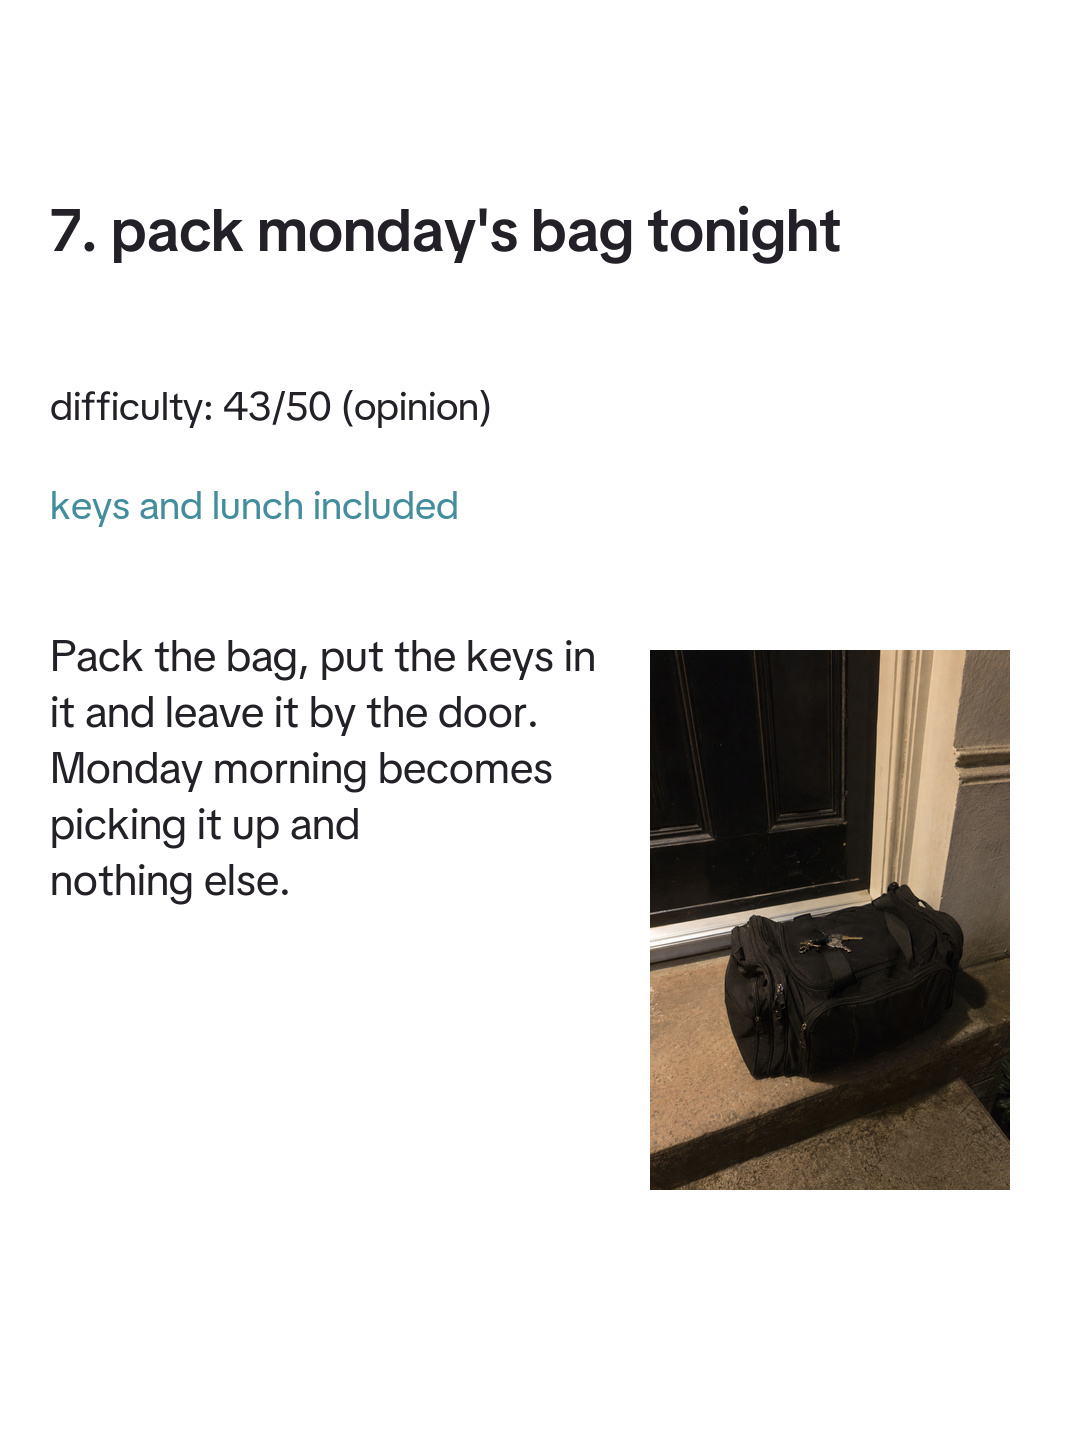 7. pack monday's bag tonight
difficulty: 43/50 (opinion)
keys and lunch included
Pack the bag, put the keys in
it and leave it by the door.
Monday morning becomes
picking it up and
nothing else.